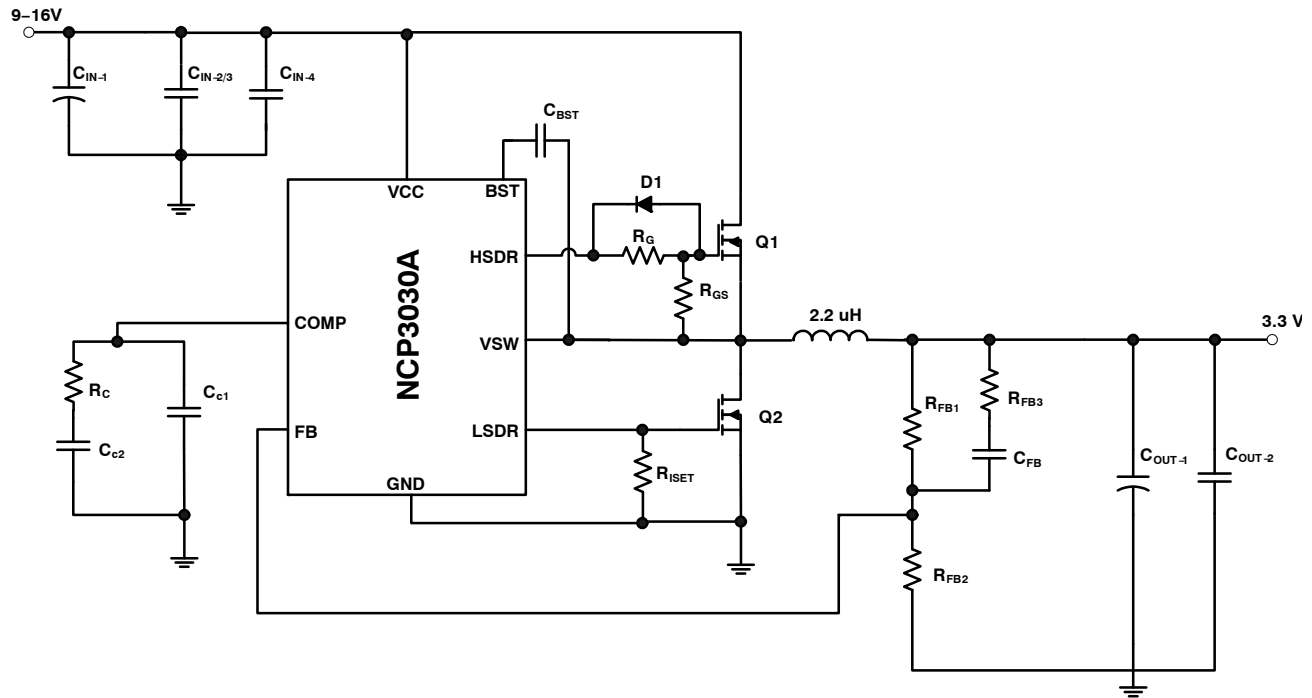 9–16V
C_IN-1
C_IN-2/3
C_IN-4
C_BST
VCC
BST
D1
R_G
Q1
HSDR
R_GS
NCP3030A
COMP
VSW
2.2 uH
3.3 V
R_C
C_c1
C_c2
FB
LSDR
Q2
R_ISET
GND
R_FB1
R_FB3
C_FB
C_OUT-1
C_OUT-2
R_FB2